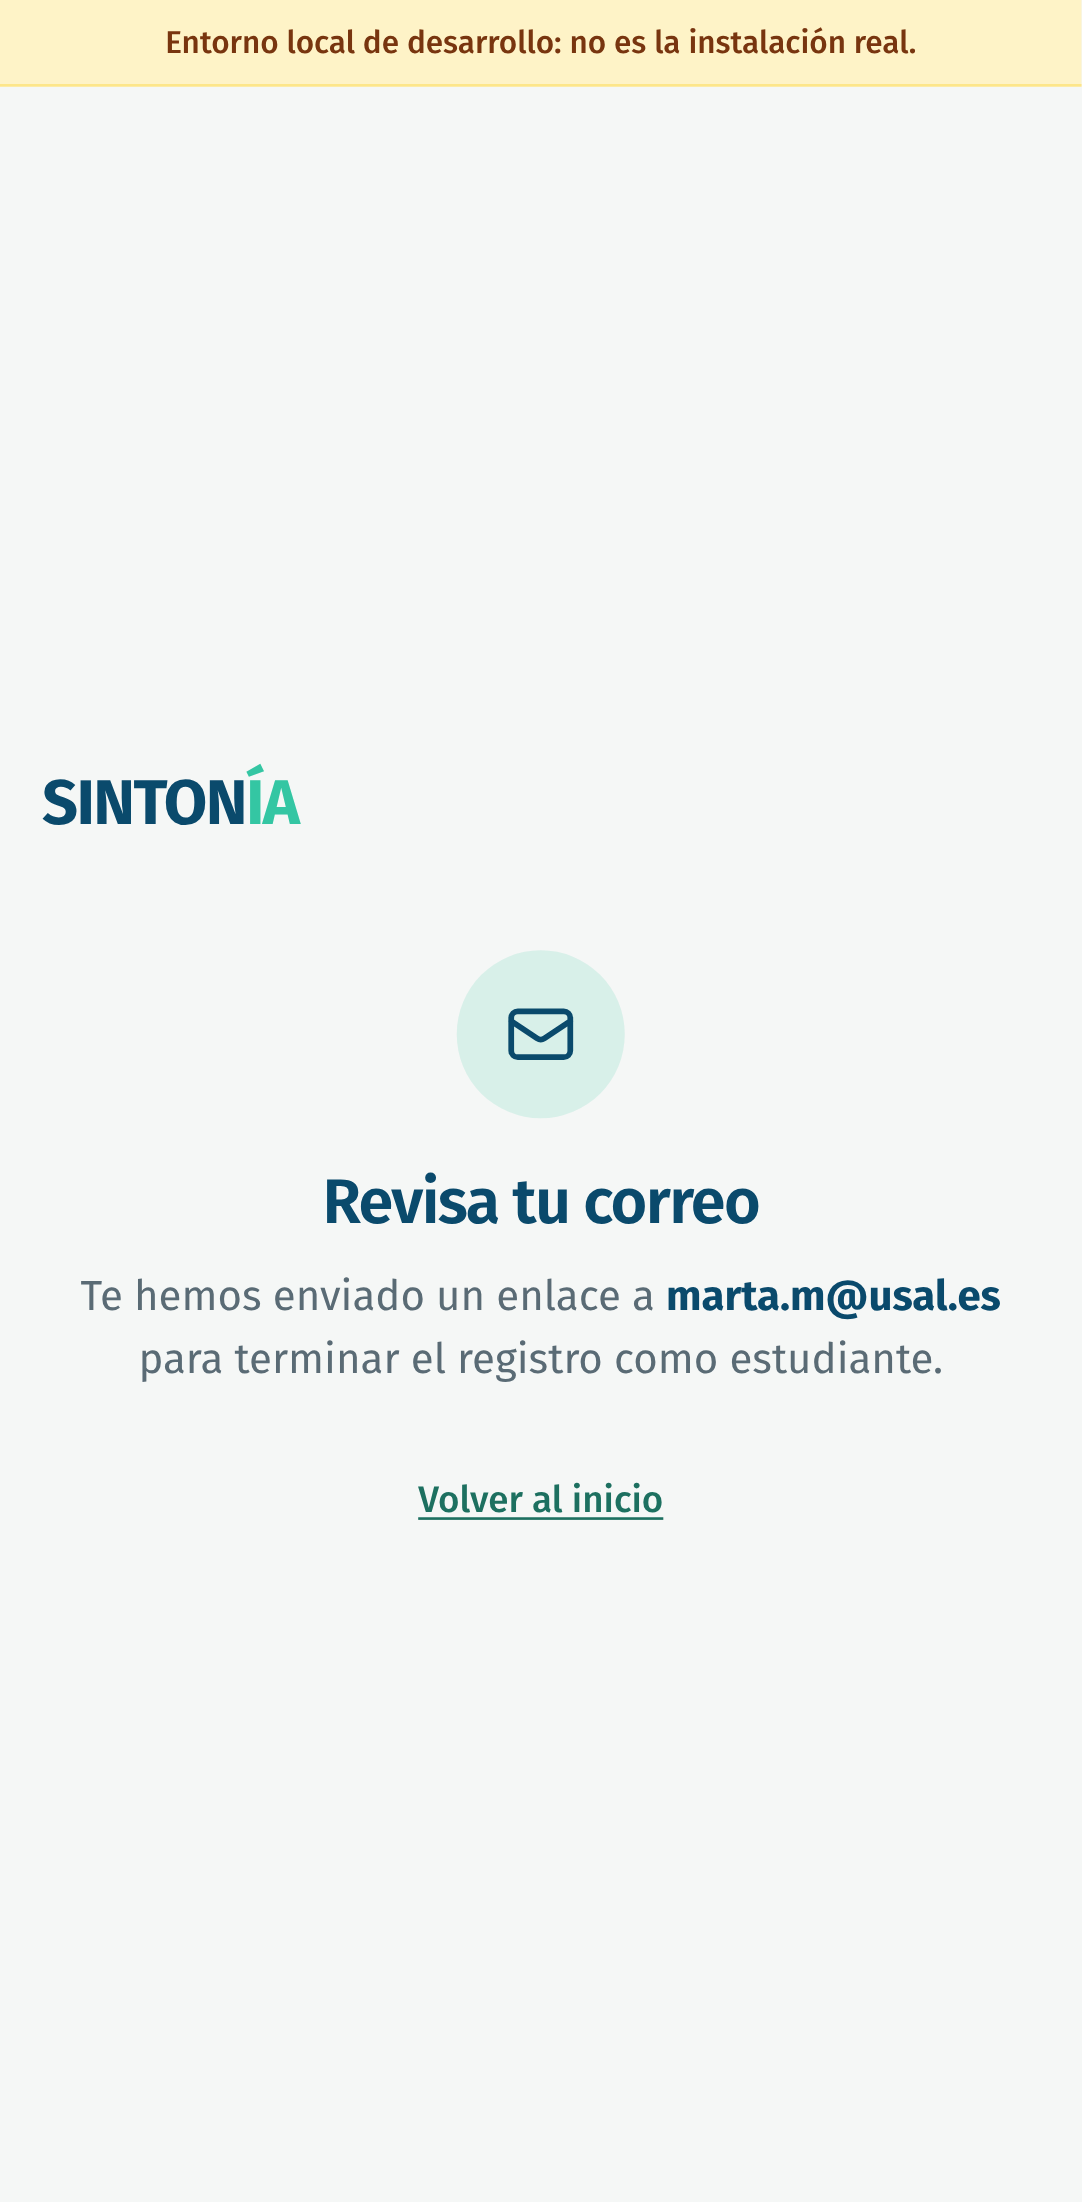 Entorno local de desarrollo: no es la instalación real.
SINTONÍA
Revisa tu correo
Te hemos enviado un enlace a marta.m@usal.es
para terminar el registro como estudiante.
Volver al inicio